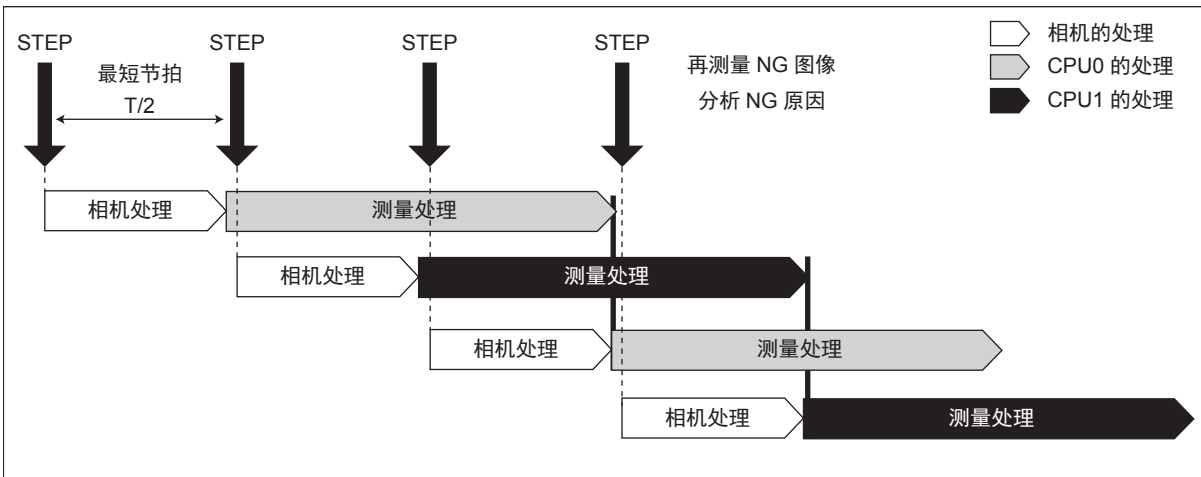 STEP
STEP
STEP
STEP
最短节拍
T/2
再测量 NG 图像
分析 NG 原因
相机的处理
CPU0 的处理
CPU1 的处理
相机处理
测量处理
相机处理
测量处理
相机处理
测量处理
相机处理
测量处理